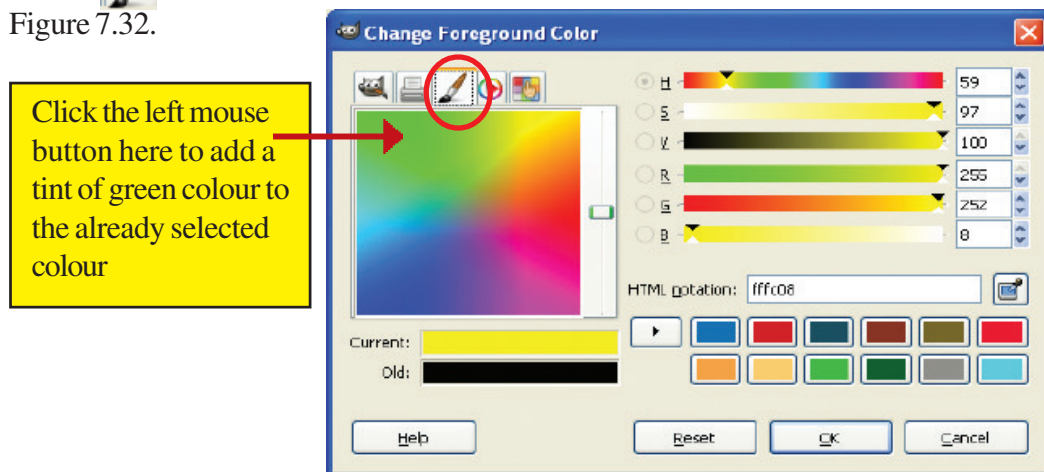 Figure 7.32.
Click the left mouse
button here to add a
tint of green colour to
the already selected
colour
Change Foreground Color
H 59
S 97
V 100
R 255
G 252
B 8
HTML notation: fffc08
Current:
Old:
Help Reset OK Cancel